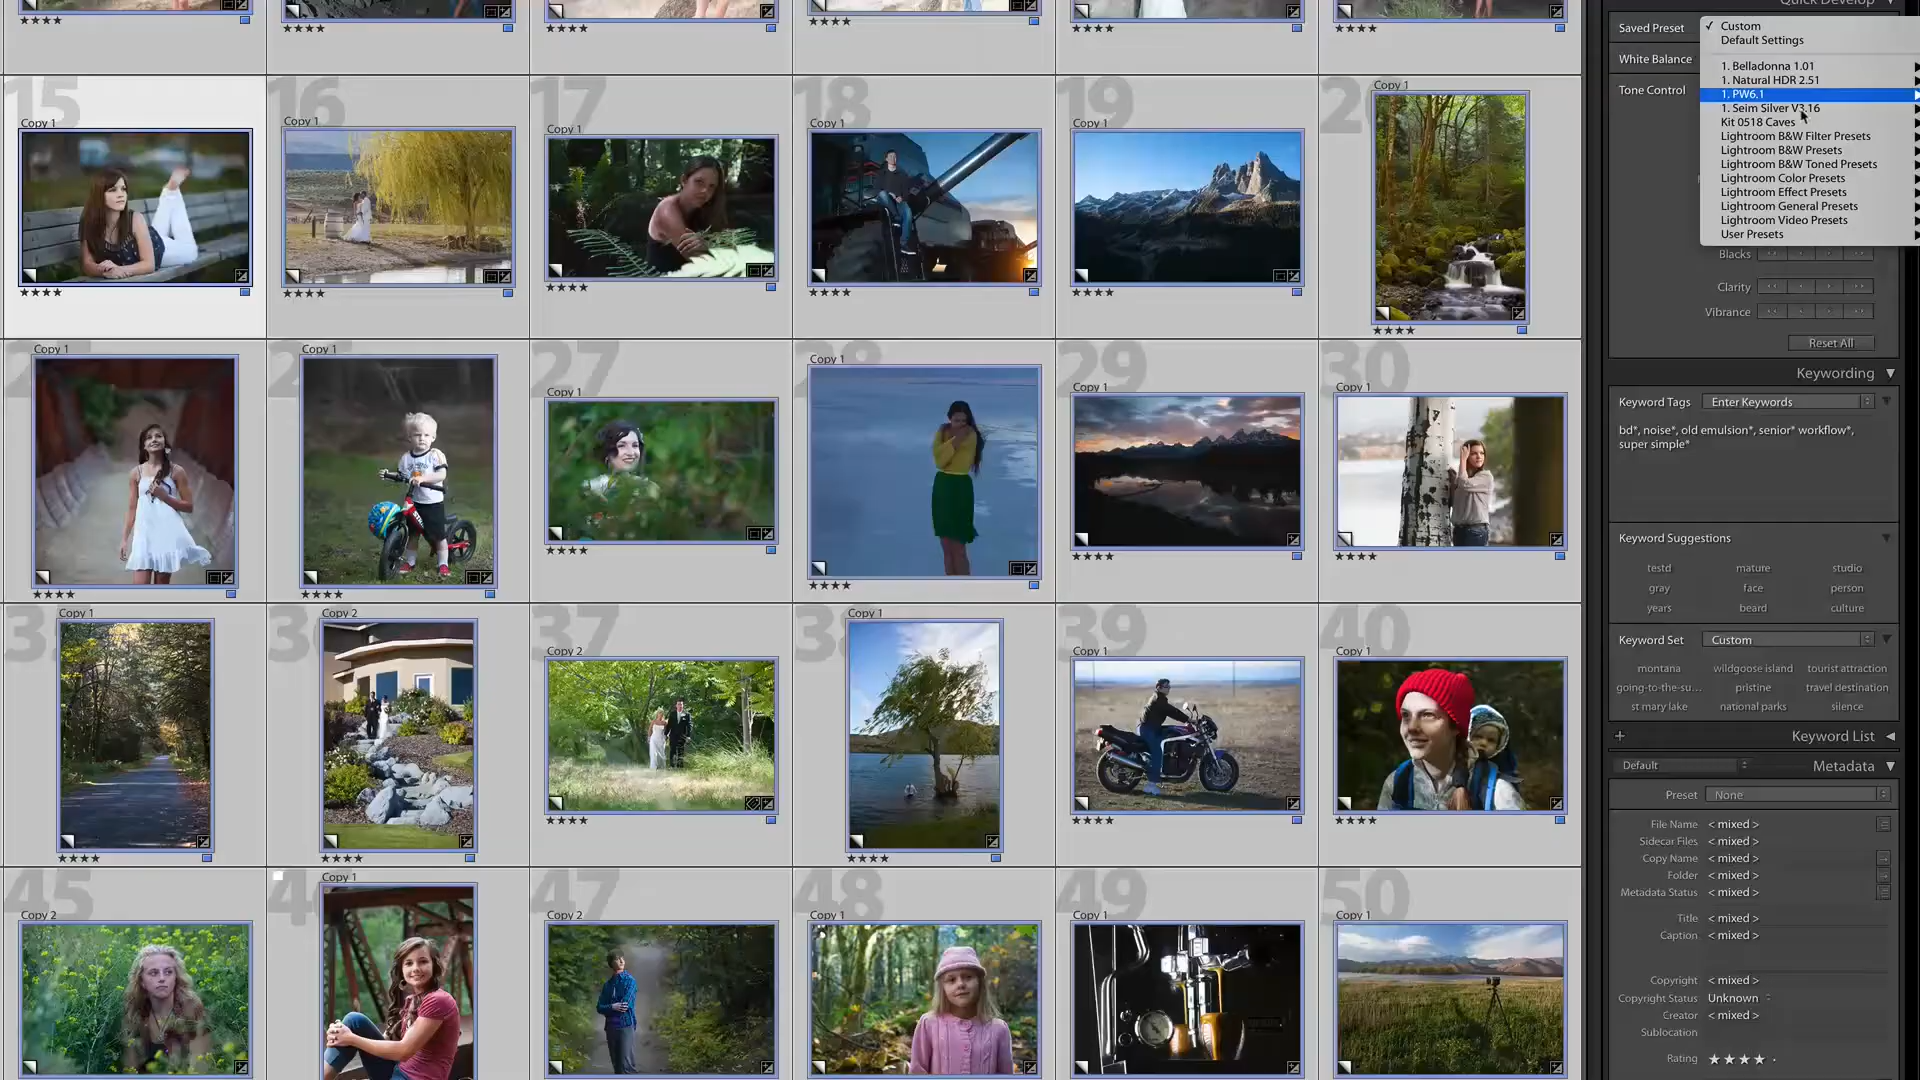 Quick Develop
Saved Preset
✓ Custom
Default Settings
White Balance
1. Belladonna 1.01
1. Natural HDR 2.51
Tone Control
1. PW6.1
1. Seim Silver V3.16
Kit 0518 Caves
Lightroom B&W Filter Presets
Lightroom B&W Presets
Lightroom B&W Toned Presets
Lightroom Color Presets
Lightroom Effect Presets
Lightroom General Presets
Lightroom Video Presets
User Presets
Blacks
Clarity
Vibrance
Reset All
15
Copy 1
16
Copy 1
17
Copy 1
18
Copy 1
19
Copy 1
Copy 1
Copy 1
Copy 1
27
Copy 1
28
Copy 1
29
Copy 1
30
Copy 1
Copy 1
Copy 2
37
Copy 2
Copy 1
39
Copy 1
40
Copy 1
45
Copy 2
Copy 1
47
Copy 2
48
Copy 1
49
Copy 1
50
Copy 1
Keywording
Keyword Tags
Enter Keywords
bd*, noise*, old emulsion*, senior* workflow*,
super simple*
Keyword Suggestions
testd mature studio
gray face person
years beard culture
Keyword Set
Custom
montana wildgoose island tourist attraction
going-to-the-su... pristine travel destination
st mary lake national parks silence
+ Keyword List
Default Metadata
Preset None
File Name < mixed >
Sidecar Files < mixed >
Copy Name < mixed >
Folder < mixed >
Metadata Status < mixed >
Title < mixed >
Caption < mixed >
Copyright < mixed >
Copyright Status Unknown
Creator < mixed >
Sublocation
Rating ★★★★ ·